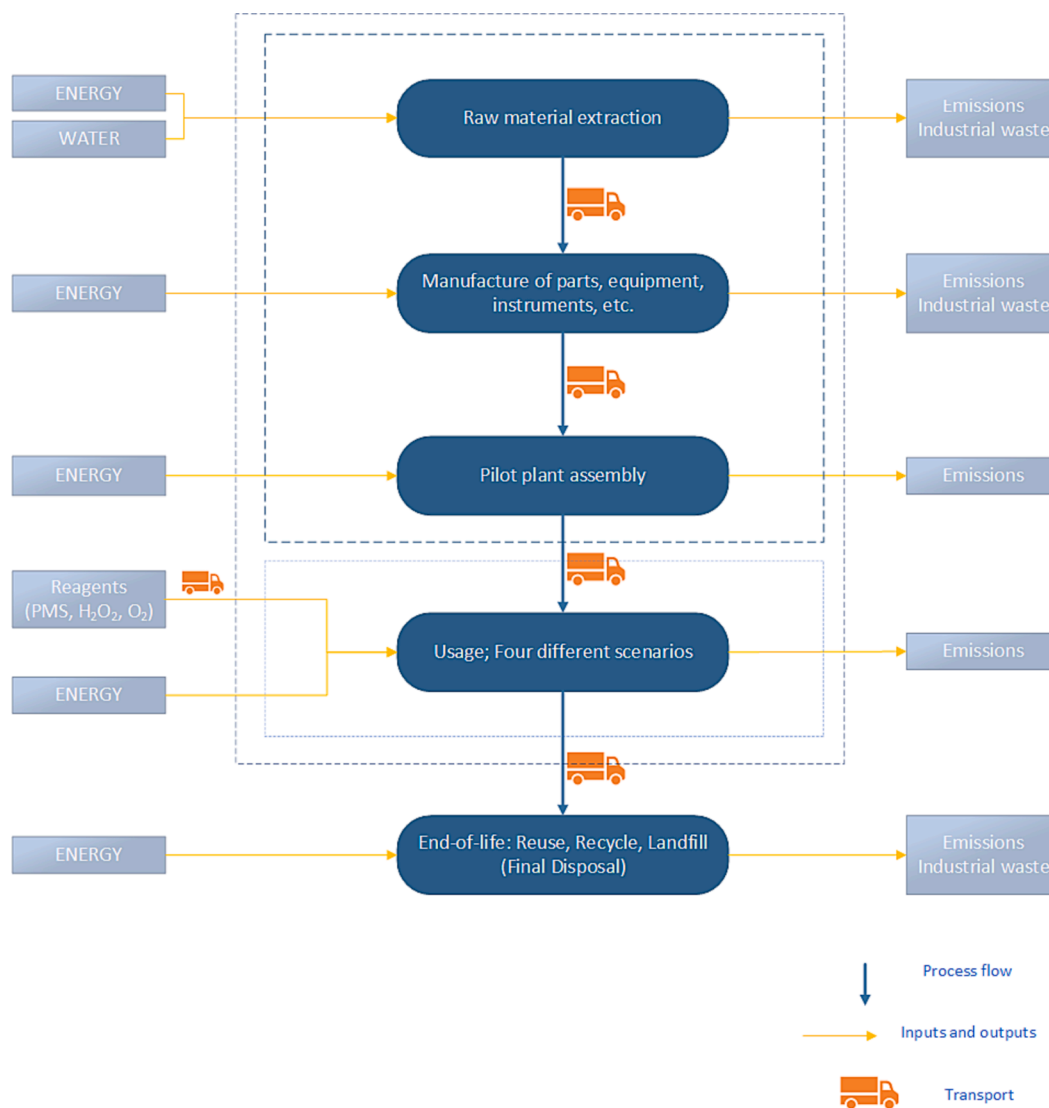 ENERGY
WATER
Raw material extraction
Emissions
Industrial waste
ENERGY
Manufacture of parts, equipment,
instruments, etc.
Emissions
Industrial waste
ENERGY
Pilot plant assembly
Emissions
Reagents
(PMS, H₂O₂, O₂)
ENERGY
Usage; Four different scenarios
Emissions
ENERGY
End-of-life: Reuse, Recycle, Landfill
(Final Disposal)
Emissions
Industrial waste
Process flow
Inputs and outputs
Transport